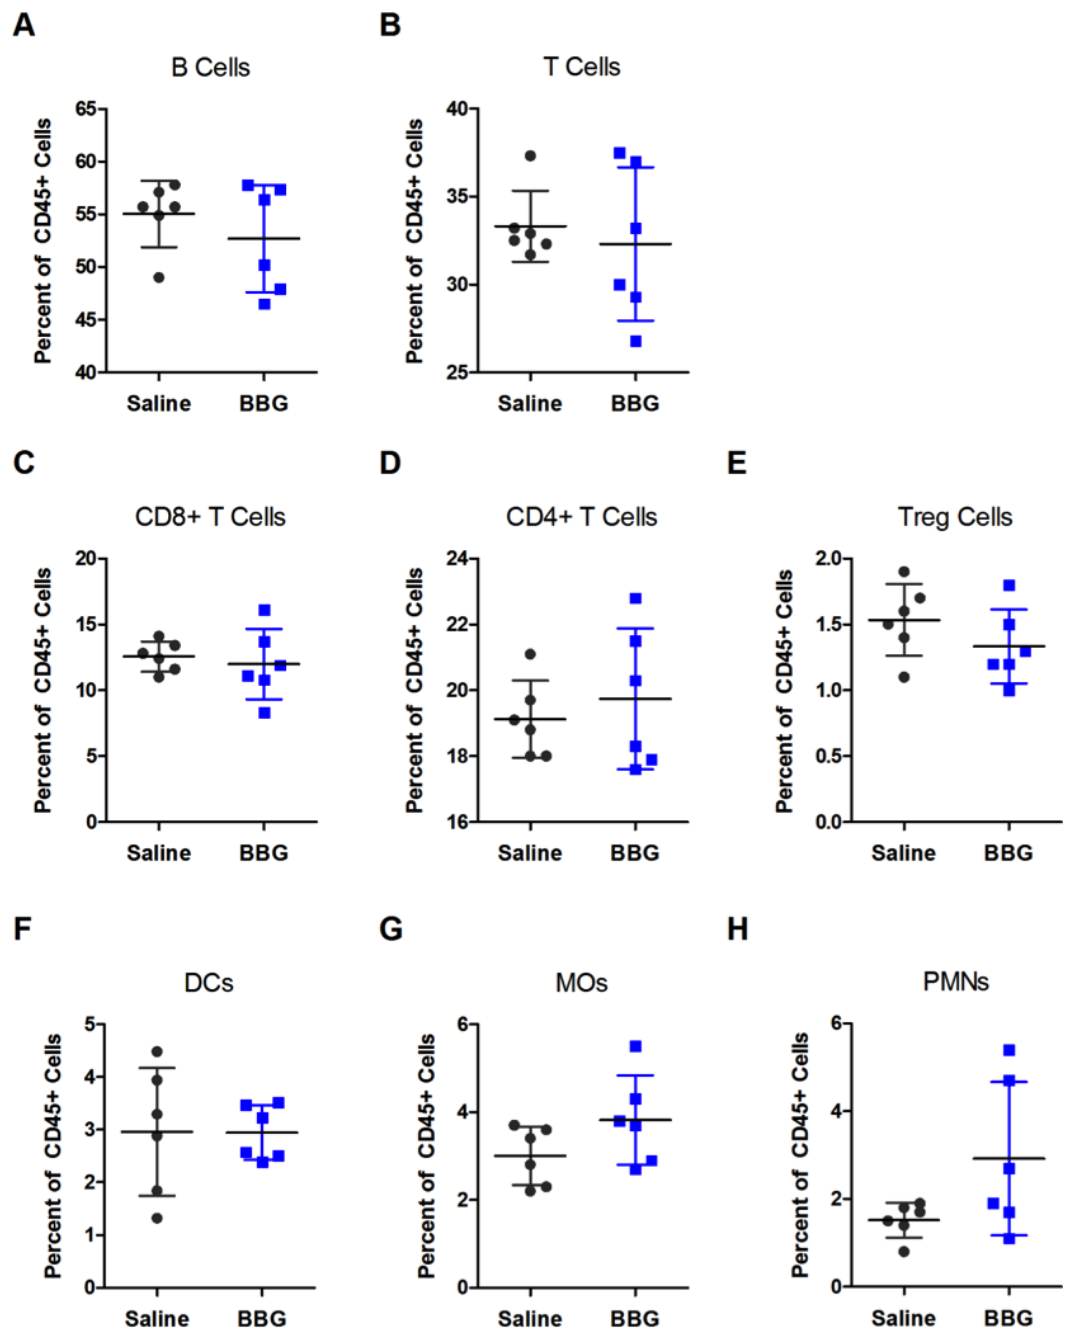 A
B
B Cells
T Cells
Percent of CD45+ Cells
65
60
55
50
45
40
Saline
BBG
Percent of CD45+ Cells
40
35
30
25
Saline
BBG
C
D
E
CD8+ T Cells
CD4+ T Cells
Treg Cells
Percent of CD45+ Cells
20
15
10
5
0
Saline
BBG
Percent of CD45+ Cells
24
22
20
18
16
Saline
BBG
Percent of CD45+ Cells
2.0
1.5
1.0
0.5
0.0
Saline
BBG
F
G
H
DCs
MOs
PMNs
Percent of CD45+ Cells
5
4
3
2
1
0
Saline
BBG
Percent of CD45+ Cells
6
4
2
0
Saline
BBG
Percent of CD45+ Cells
6
4
2
0
Saline
BBG